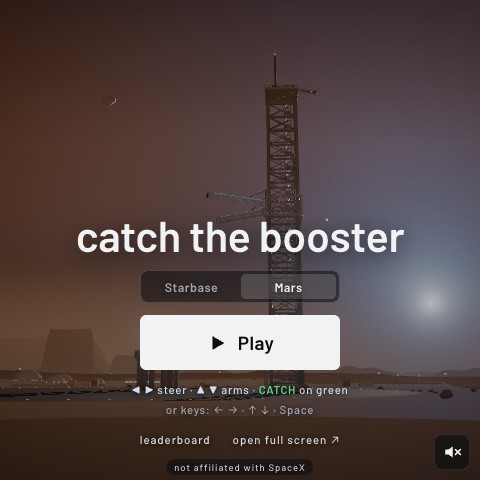 catch the booster
Starbase Mars
▶ Play
◀ ▶ steer · ▲ ▼ arms · CATCH on green
or keys: ← → · ↑ ↓ · Space
leaderboard open full screen ↗
not affiliated with SpaceX